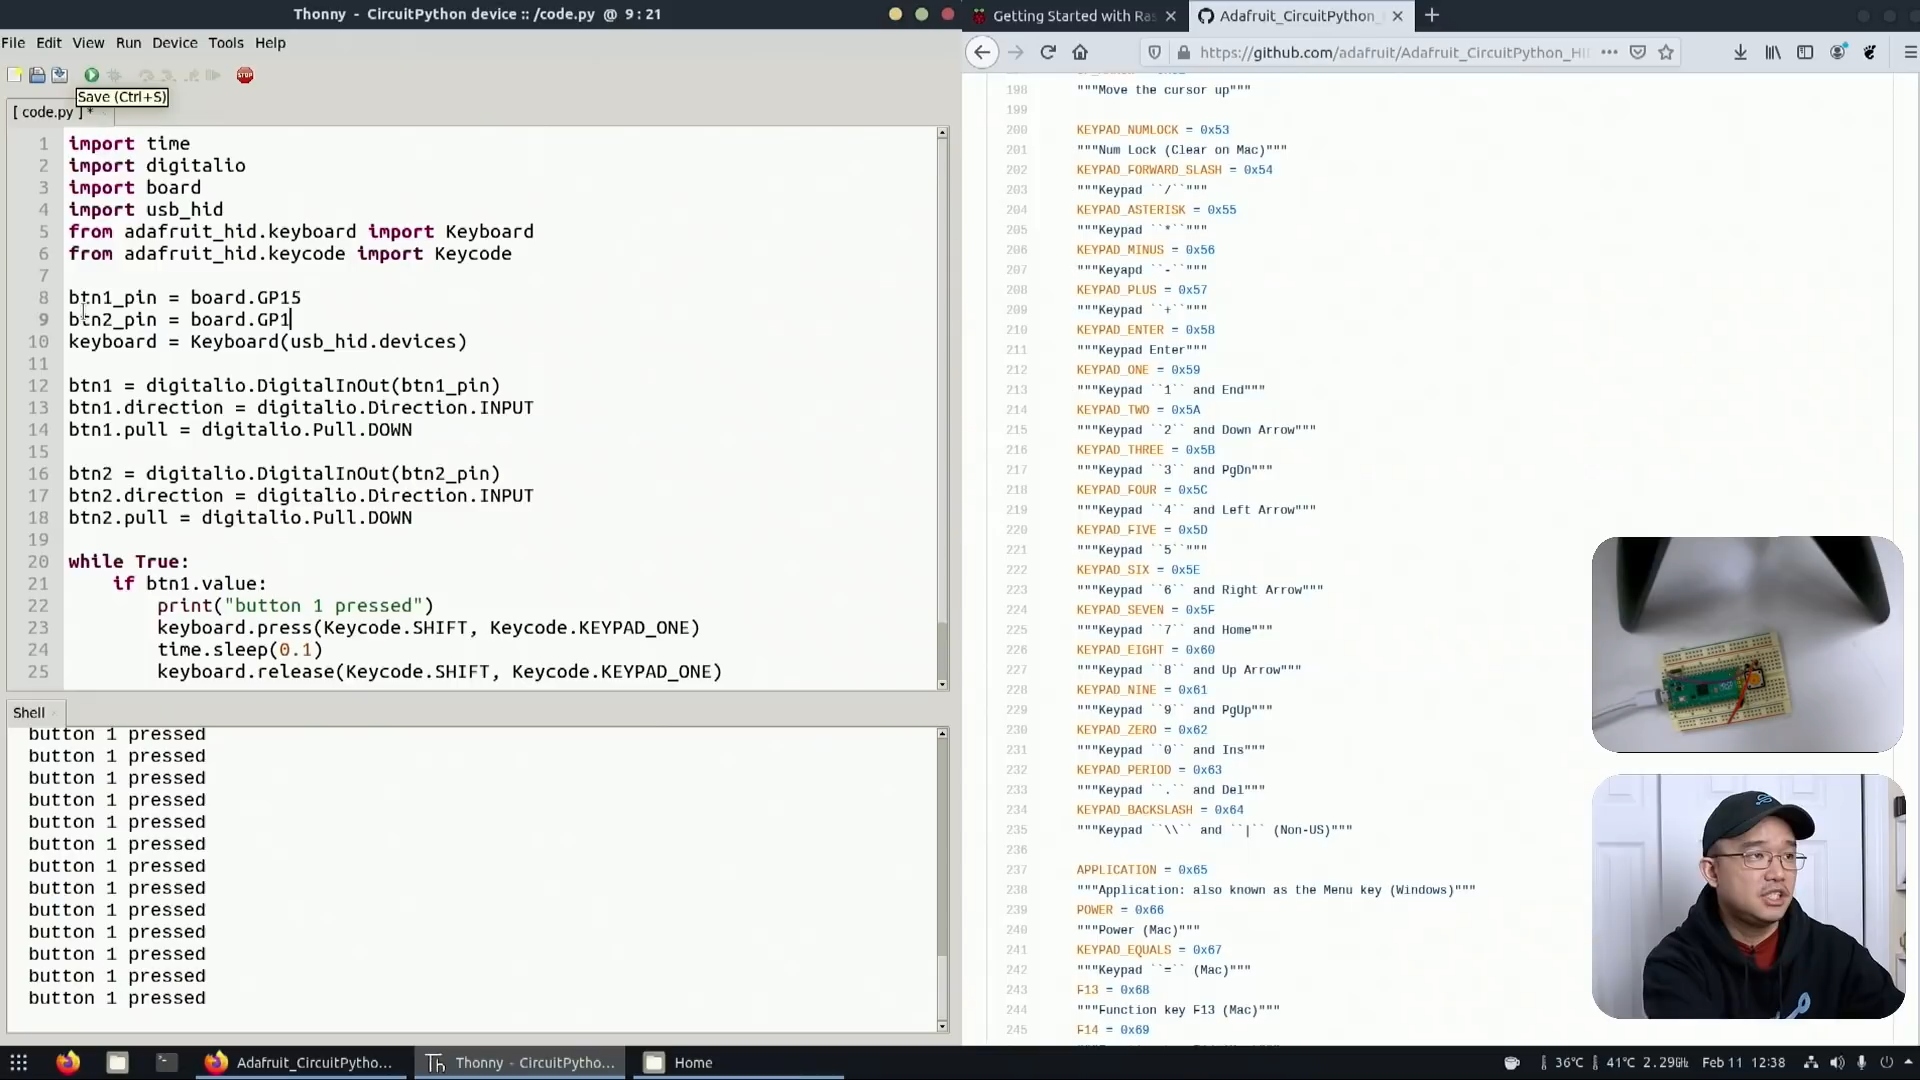 Thonny - CircuitPython device :: /code.py @ 9 : 21
File Edit View Run Device Tools Help
Save (Ctrl+S)
[ code.py ] *
1 import time
2 import digitalio
3 import board
4 import usb_hid
5 from adafruit_hid.keyboard import Keyboard
6 from adafruit_hid.keycode import Keycode
7
8 btn1_pin = board.GP15
9 btn2_pin = board.GP1
10 keyboard = Keyboard(usb_hid.devices)
11
12 btn1 = digitalio.DigitalInOut(btn1_pin)
13 btn1.direction = digitalio.Direction.INPUT
14 btn1.pull = digitalio.Pull.DOWN
15
16 btn2 = digitalio.DigitalInOut(btn2_pin)
17 btn2.direction = digitalio.Direction.INPUT
18 btn2.pull = digitalio.Pull.DOWN
19
20 while True:
21 if btn1.value:
22 print("button 1 pressed")
23 keyboard.press(Keycode.SHIFT, Keycode.KEYPAD_ONE)
24 time.sleep(0.1)
25 keyboard.release(Keycode.SHIFT, Keycode.KEYPAD_ONE)
Shell
button 1 pressed
button 1 pressed
button 1 pressed
button 1 pressed
button 1 pressed
button 1 pressed
button 1 pressed
button 1 pressed
button 1 pressed
button 1 pressed
button 1 pressed
button 1 pressed
button 1 pressed
Getting Started with Ras
Adafruit_CircuitPython_
https://github.com/adafruit/Adafruit_CircuitPython_HI
198 """Move the cursor up"""
199
200 KEYPAD_NUMLOCK = 0x53
201 """Num Lock (Clear on Mac)"""
202 KEYPAD_FORWARD_SLASH = 0x54
203 """Keypad ``/``"""
204 KEYPAD_ASTERISK = 0x55
205 """Keypad ``*``"""
206 KEYPAD_MINUS = 0x56
207 """Keyapd ``-``"""
208 KEYPAD_PLUS = 0x57
209 """Keypad ``+``"""
210 KEYPAD_ENTER = 0x58
211 """Keypad Enter"""
212 KEYPAD_ONE = 0x59
213 """Keypad ``1`` and End"""
214 KEYPAD_TWO = 0x5A
215 """Keypad ``2`` and Down Arrow"""
216 KEYPAD_THREE = 0x5B
217 """Keypad ``3`` and PgDn"""
218 KEYPAD_FOUR = 0x5C
219 """Keypad ``4`` and Left Arrow"""
220 KEYPAD_FIVE = 0x5D
221 """Keypad ``5``"""
222 KEYPAD_SIX = 0x5E
223 """Keypad ``6`` and Right Arrow"""
224 KEYPAD_SEVEN = 0x5F
225 """Keypad ``7`` and Home"""
226 KEYPAD_EIGHT = 0x60
227 """Keypad ``8`` and Up Arrow"""
228 KEYPAD_NINE = 0x61
229 """Keypad ``9`` and PgUp"""
230 KEYPAD_ZERO = 0x62
231 """Keypad ``0`` and Ins"""
232 KEYPAD_PERIOD = 0x63
233 """Keypad ``.`` and Del"""
234 KEYPAD_BACKSLASH = 0x64
235 """Keypad ``\\`` and ``|`` (Non-US)"""
236
237 APPLICATION = 0x65
238 """Application: also known as the Menu key (Windows)"""
239 POWER = 0x66
240 """Power (Mac)"""
241 KEYPAD_EQUALS = 0x67
242 """Keypad ``=`` (Mac)"""
243 F13 = 0x68
244 """Function key F13 (Mac)"""
245 F14 = 0x69
Adafruit_CircuitPytho...
Thonny - CircuitPytho...
Home
36°C 41°C 2.29GHz Feb 11 12:38